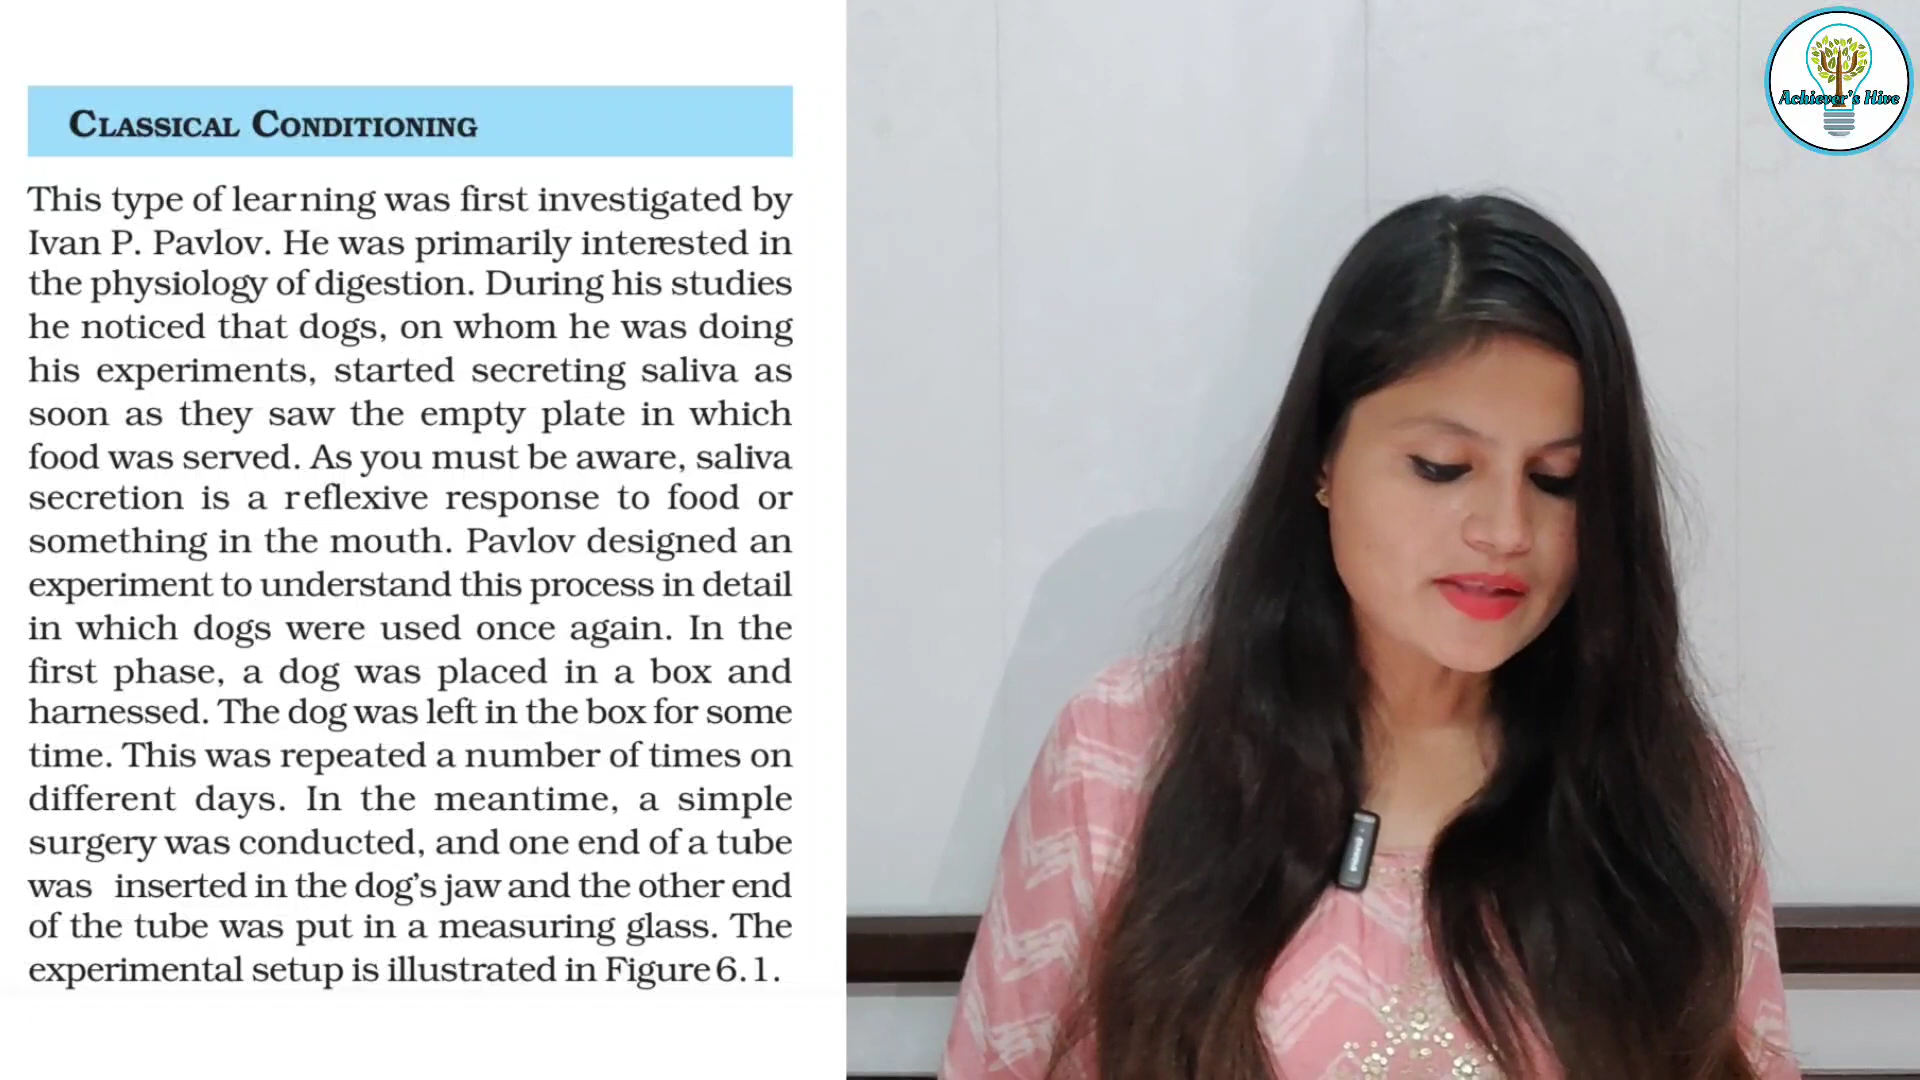 CLASSICAL CONDITIONING
This type of learning was first investigated by
Ivan P. Pavlov. He was primarily interested in
the physiology of digestion. During his studies
he noticed that dogs, on whom he was doing
his experiments, started secreting saliva as
soon as they saw the empty plate in which
food was served. As you must be aware, saliva
secretion is a reflexive response to food or
something in the mouth. Pavlov designed an
experiment to understand this process in detail
in which dogs were used once again. In the
first phase, a dog was placed in a box and
harnessed. The dog was left in the box for some
time. This was repeated a number of times on
different days. In the meantime, a simple
surgery was conducted, and one end of a tube
was inserted in the dog's jaw and the other end
of the tube was put in a measuring glass. The
experimental setup is illustrated in Figure 6.1.
Achiever's Hive